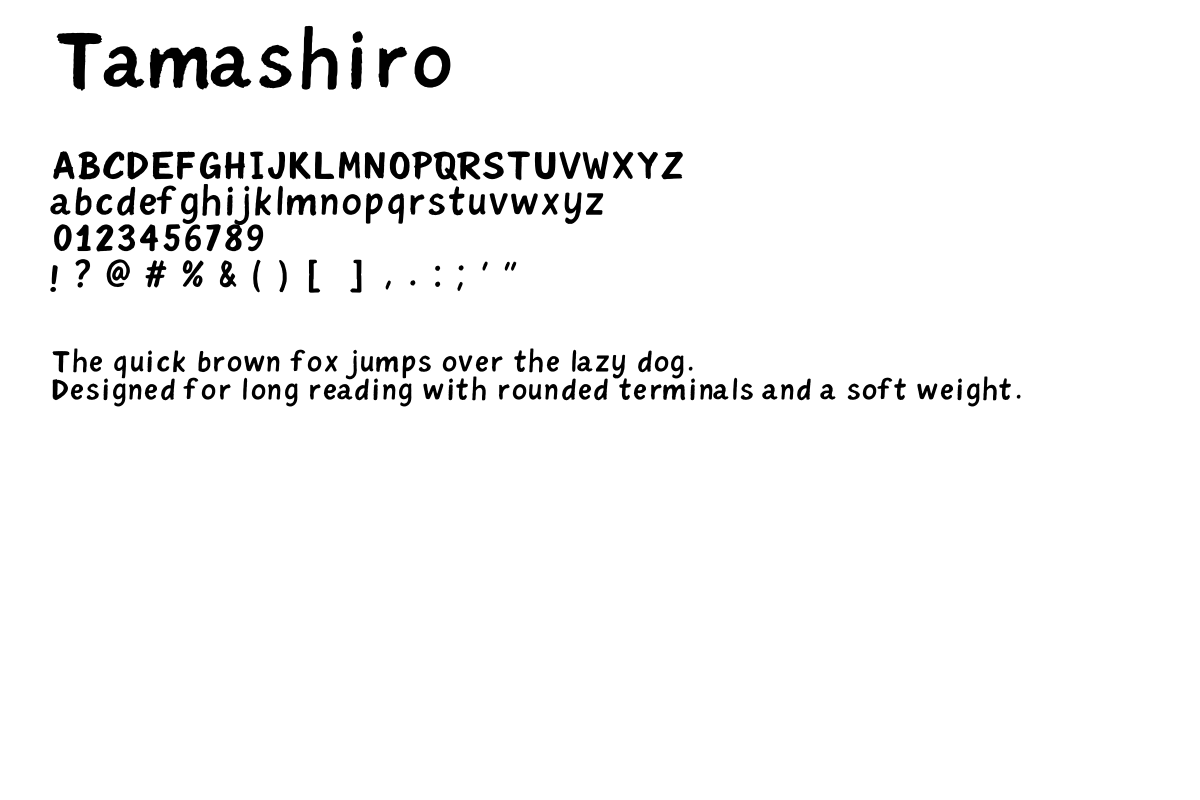 Tamashiro
ABCDEFGHIJKLMNOPQRSTUVWXYZ
abcdefghijklmnopqrstuvwxyz
0123456789
! ? @ # % & ( ) [ ] , . : ; ' "
The quick brown fox jumps over the lazy dog.
Designed for long reading with rounded terminals and a soft weight.